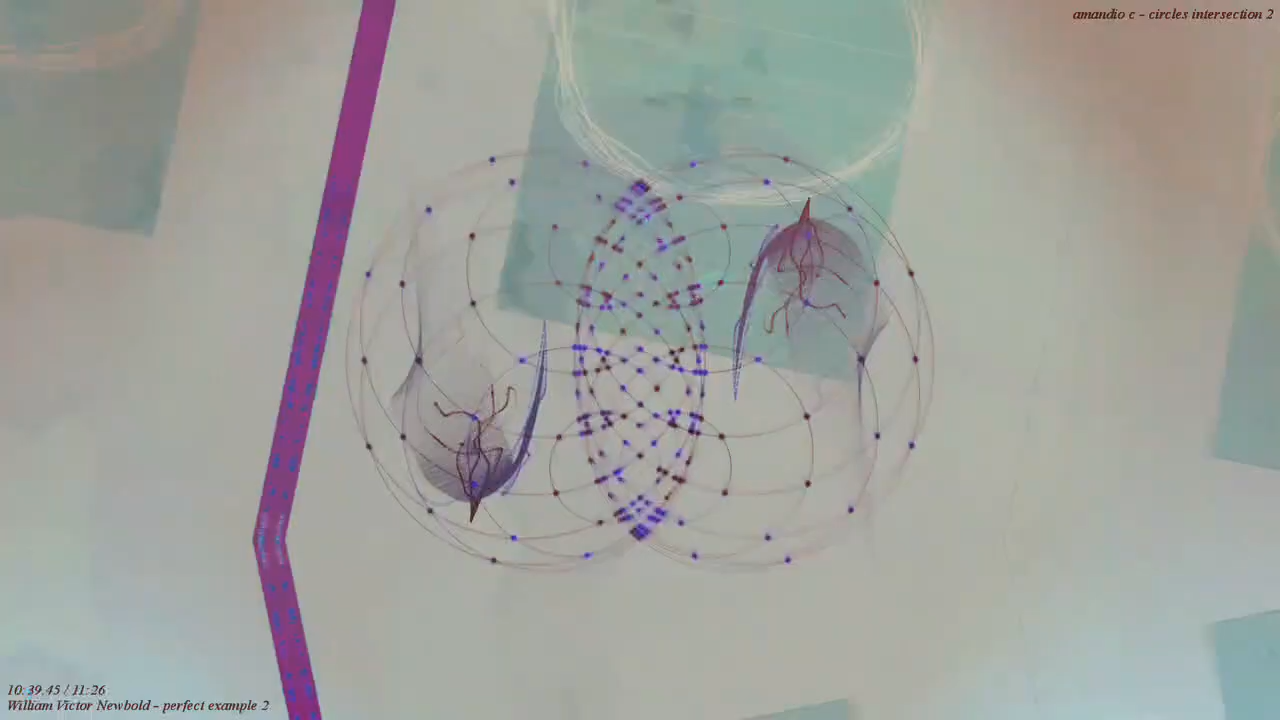 amandio c - circles intersection 2
10:39.45 / 11:26
William Victor Newbold - perfect example 2